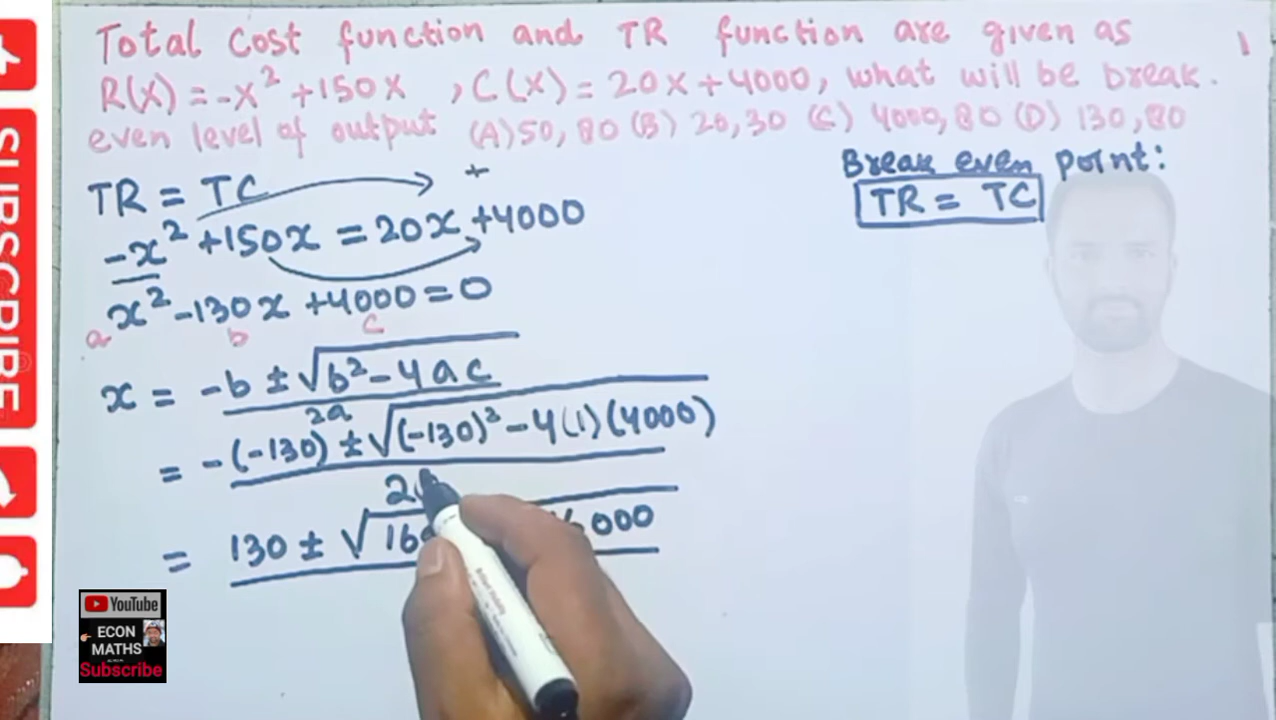 Total Cost function and TR function are given as
R(X) = -X² + 150X , C(X) = 20X + 4000, what will be break.
even level of output (A) 50, 80 (B) 20,30 (C) 4000, 80 (D) 130, 80
Break even point:
TR = TC
TR = TC
+
-x² + 150x = 20x + 4000
x² - 130x + 4000 = 0
a b c
x = -b ± √b² - 4ac
2a
= -(-130) ± √(-130)² - 4(1)(4000)
= 130 ± √
SUBSCRIBE
YouTube
ECON
MATHS
Subscribe